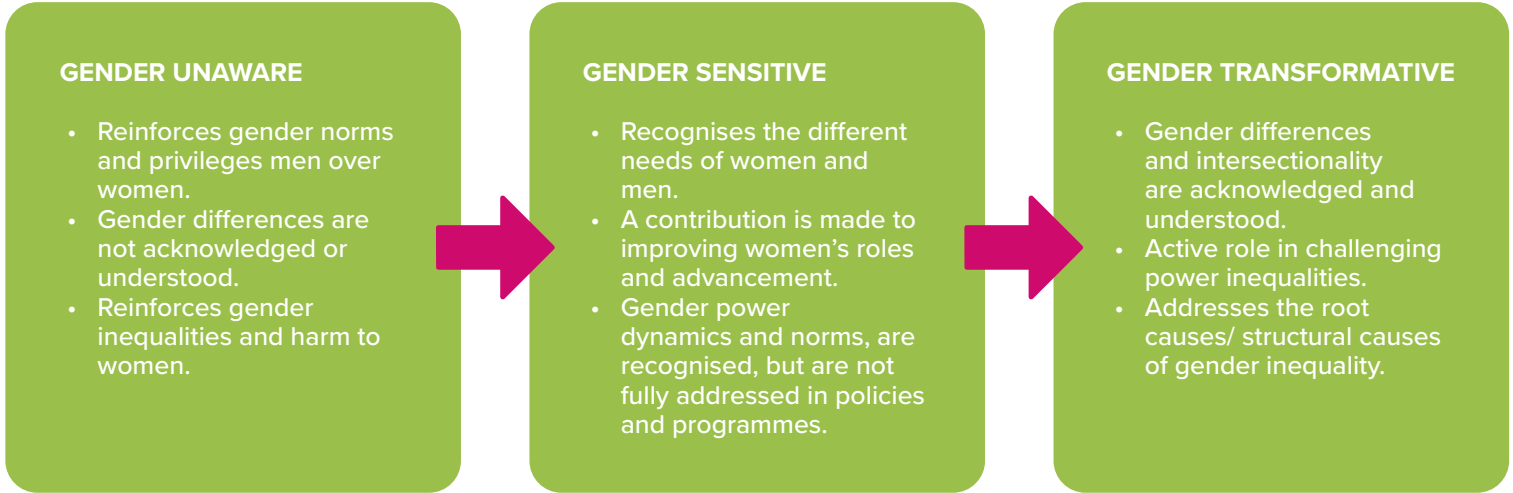 GENDER UNAWARE
• Reinforces gender norms
and privileges men over
women.
• Gender differences are
not acknowledged or
understood.
• Reinforces gender
inequalities and harm to
women.
GENDER SENSITIVE
• Recognises the different
needs of women and
men.
• A contribution is made to
improving women’s roles
and advancement.
• Gender power
dynamics and norms, are
recognised, but are not
fully addressed in policies
and programmes.
GENDER TRANSFORMATIVE
• Gender differences
and intersectionality
are acknowledged and
understood.
• Active role in challenging
power inequalities.
• Addresses the root
causes/ structural causes
of gender inequality.